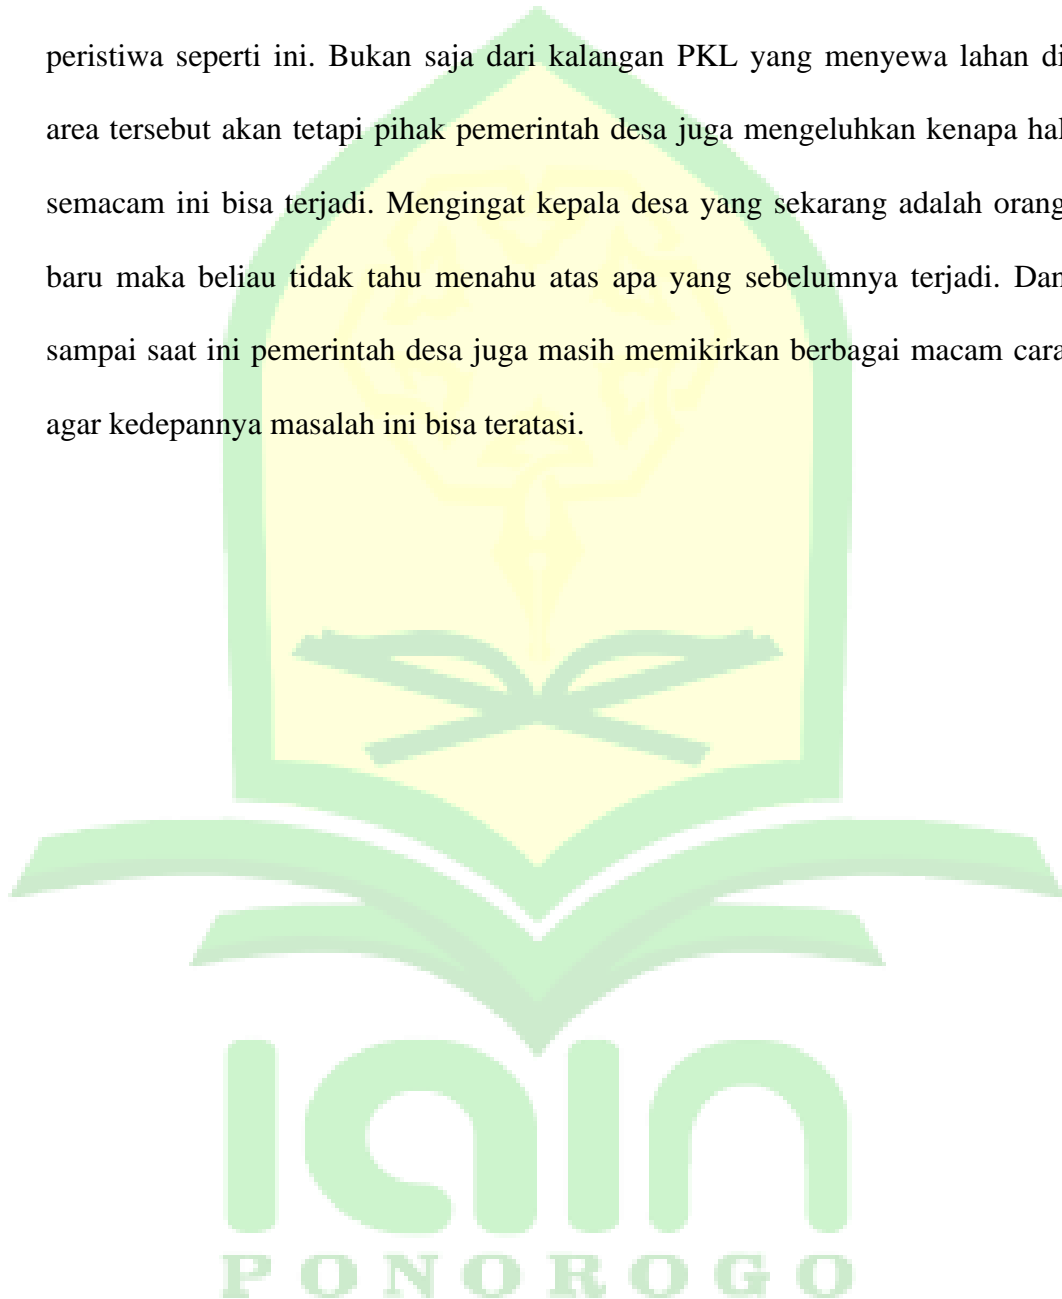 peristiwa seperti ini. Bukan saja dari kalangan PKL yang menyewa lahan di
area tersebut akan tetapi pihak pemerintah desa juga mengeluhkan kenapa hal
semacam ini bisa terjadi. Mengingat kepala desa yang sekarang adalah orang
baru maka beliau tidak tahu menahu atas apa yang sebelumnya terjadi. Dan
sampai saat ini pemerintah desa juga masih memikirkan berbagai macam cara
agar kedepannya masalah ini bisa teratasi.
IAIN
PONOROGO